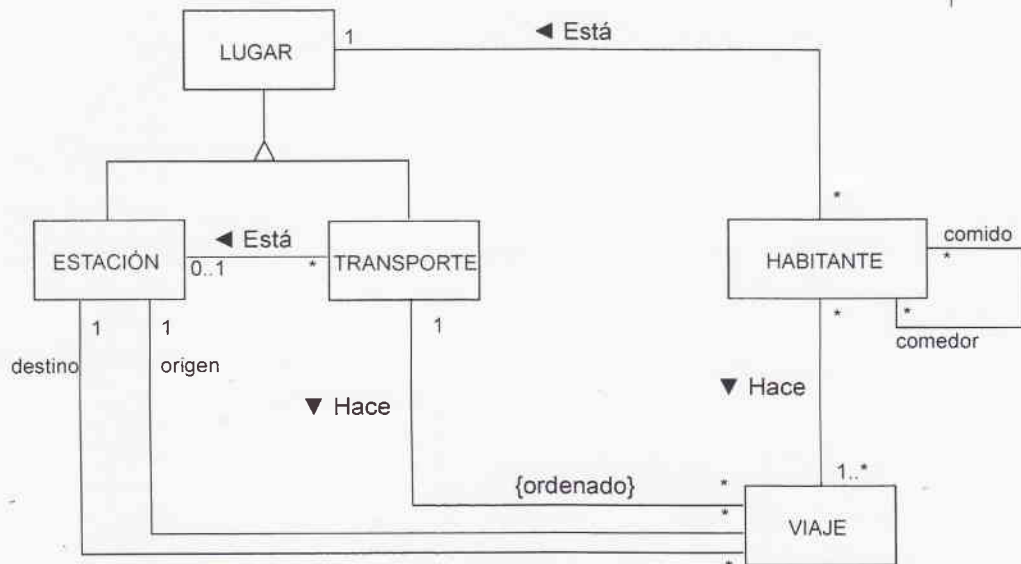 1
◄ Está
LUGAR
*
◄ Está
ESTACIÓN
0..1
*
TRANSPORTE
HABITANTE
comido
*
1
1
1
*
*
destino
origen
comedor
▼ Hace
▼ Hace
1..*
{ordenado}
*
*
VIAJE
*